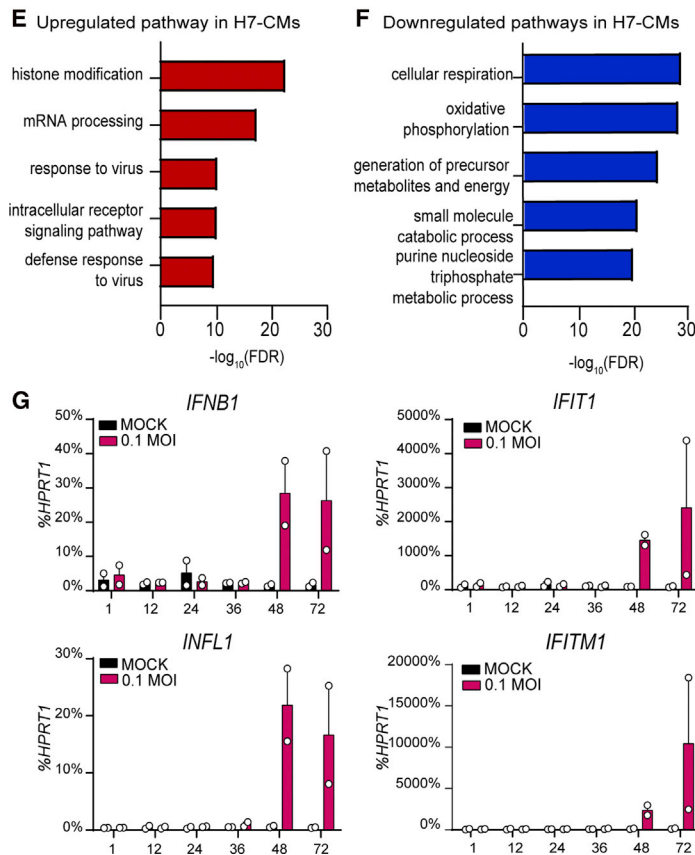 E Upregulated pathway in H7-CMs
histone modification
mRNA processing
response to virus
intracellular receptor
signaling pathway
defense response
to virus
0 10 20 30
-log10(FDR)
F Downregulated pathways in H7-CMs
cellular respiration
oxidative
phosphorylation
generation of precursor
metabolites and energy
small molecule
catabolic process
purine nucleoside
triphosphate
metabolic process
0 10 20 30
-log10(FDR)
G
IFNB1
MOCK
0.1 MOI
%HPRT1
50%
40%
30%
20%
10%
0%
1 12 24 36 48 72
IFIT1
MOCK
0.1 MOI
%HPRT1
5000%
4000%
3000%
2000%
1000%
0%
1 12 24 36 48 72
INFL1
MOCK
0.1 MOI
%HPRT1
30%
20%
10%
0%
1 12 24 36 48 72
IFITM1
MOCK
0.1 MOI
%HPRT1
20000%
15000%
10000%
5000%
0%
1 12 24 36 48 72